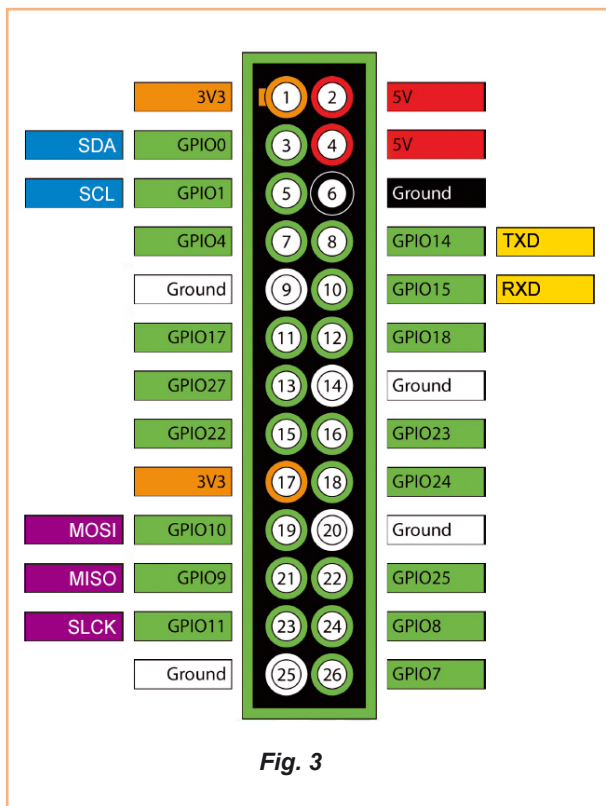 3V3 1 2 5V
SDA GPIO0 3 4 5V
SCL GPIO1 5 6 Ground
GPIO4 7 8 GPIO14 TXD
Ground 9 10 GPIO15 RXD
GPIO17 11 12 GPIO18
GPIO27 13 14 Ground
GPIO22 15 16 GPIO23
3V3 17 18 GPIO24
MOSI GPIO10 19 20 Ground
MISO GPIO9 21 22 GPIO25
SLCK GPIO11 23 24 GPIO8
Ground 25 26 GPIO7
Fig. 3